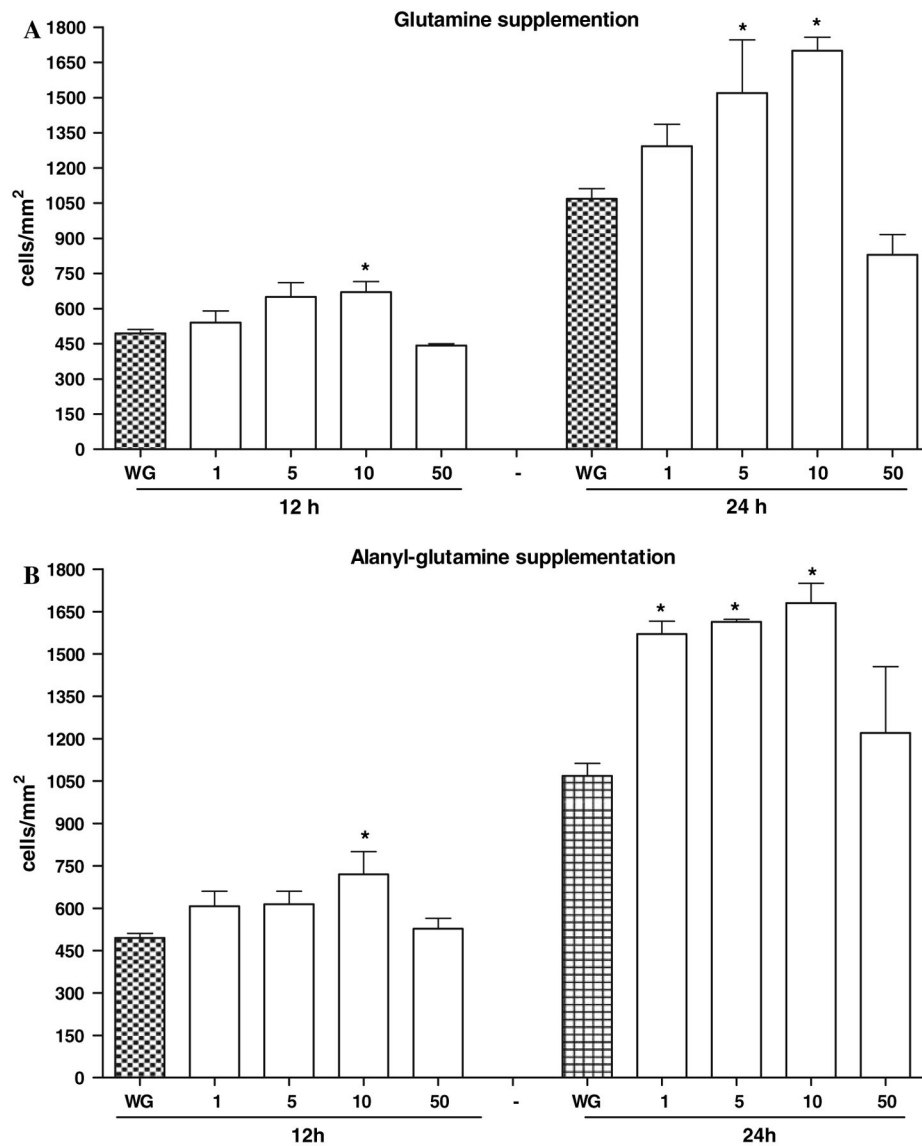 A
Glutamine supplemention
1800
1650
1500
1350
1200
1050
900
750
600
450
300
150
0
cells/mm²
* * *
WG 1 5 10 50 - WG 1 5 10 50
12 h 24 h
B
Alanyl-glutamine supplementation
1800
1650
1500
1350
1200
1050
900
750
600
450
300
150
0
cells/mm²
* * * *
WG 1 5 10 50 - WG 1 5 10 50
12h 24h